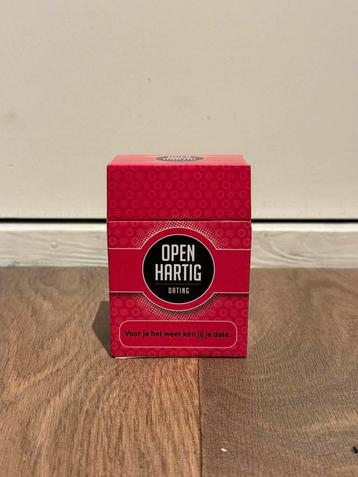 OPEN
HARTIG
DATING
Voor je het weet ken jij je date.